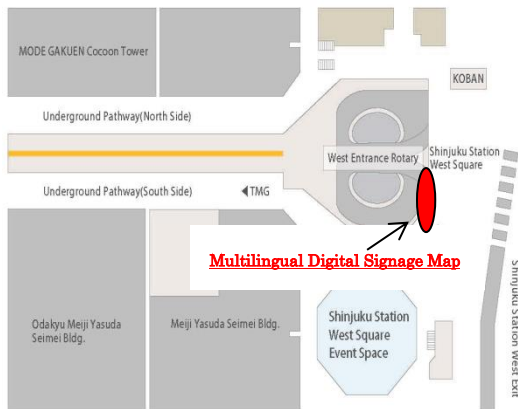 MODE GAKUEN Cocoon Tower
KOBAN
Underground Pathway(North Side)
West Entrance Rotary
Shinjuku Station
West Square
Underground Pathway(South Side)
TMG
Multilingual Digital Signage Map
Odakyu Meiji Yasuda
Seimei Bldg.
Meiji Yasuda Seimei Bldg.
Shinjuku Station
West Square
Event Space
Shinjuku Station West Exit